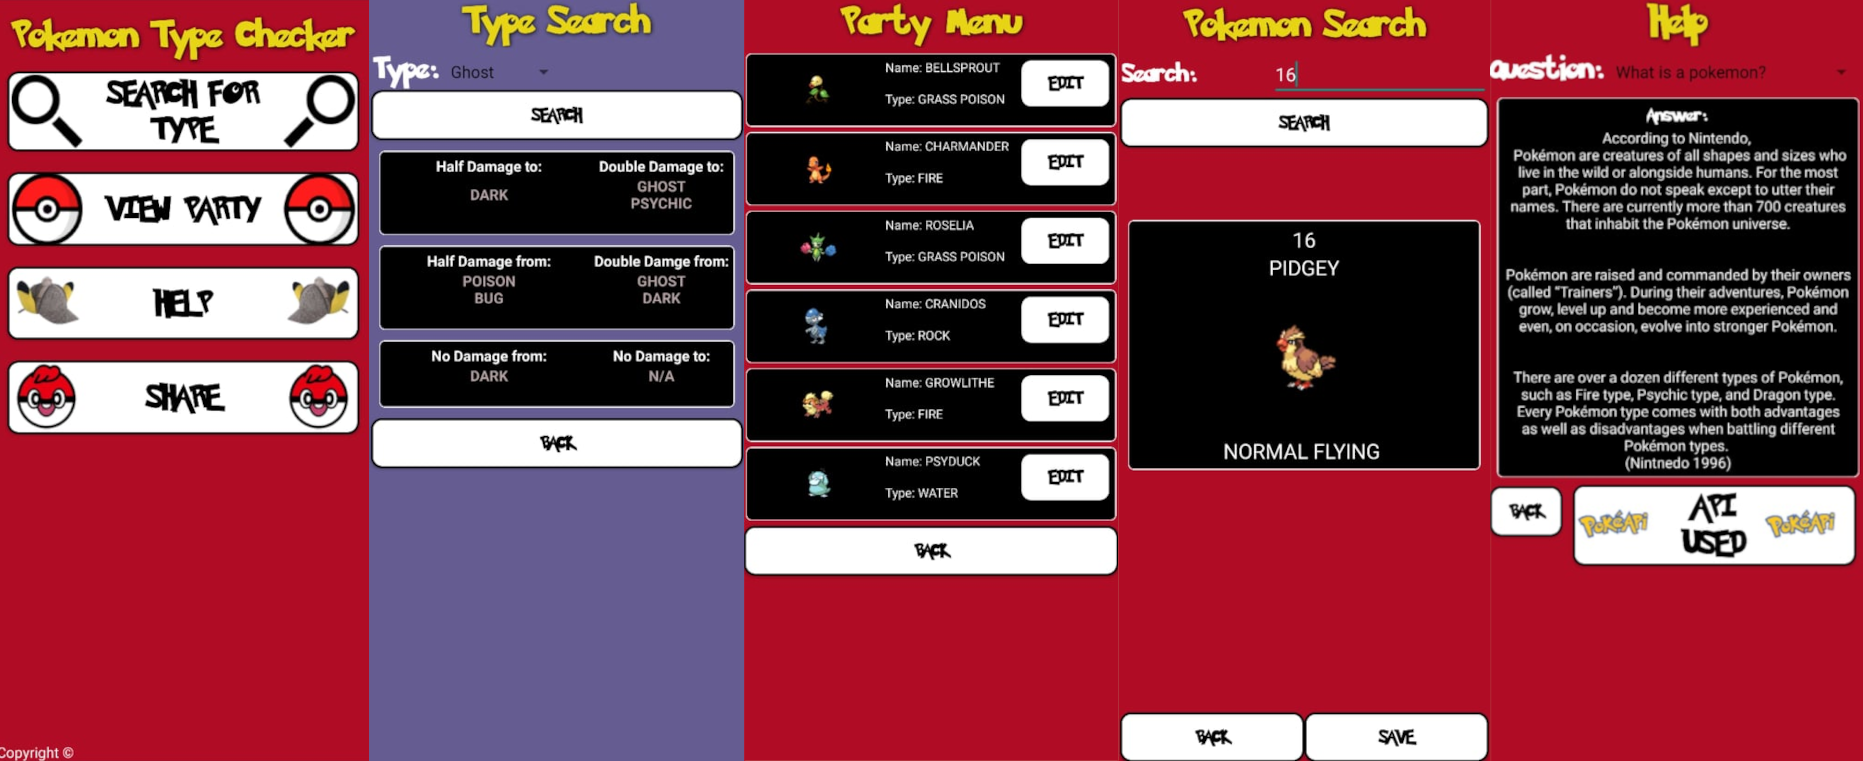 Pokemon Type Checker
SEARCH FOR
TYPE
VIEW PARTY
HELP
SHARE
Copyright ©
Type Search
Type: Ghost
SEARCH
Half Damage to: Double Damage to:
DARK GHOST
PSYCHIC
Half Damage from: Double Damge from:
POISON GHOST
BUG DARK
No Damage from: No Damage to:
DARK N/A
BACK
Party Menu
Name: BELLSPROUT
Type: GRASS POISON
EDIT
Name: CHARMANDER
Type: FIRE
EDIT
Name: ROSELIA
Type: GRASS POISON
EDIT
Name: CRANIDOS
Type: ROCK
EDIT
Name: GROWLITHE
Type: FIRE
EDIT
Name: PSYDUCK
Type: WATER
EDIT
BACK
Pokemon Search
Search: 16
SEARCH
16
PIDGEY
NORMAL FLYING
BACK SAVE
Help
Question: What is a pokemon?
Answer:
According to Nintendo,
Pokémon are creatures of all shapes and sizes who
live in the wild or alongside humans. For the most
part, Pokémon do not speak except to utter their
names. There are currently more than 700 creatures
that inhabit the Pokémon universe.
Pokémon are raised and commanded by their owners
(called “Trainers”). During their adventures, Pokémon
grow, level up and become more experienced and
even, on occasion, evolve into stronger Pokémon.
There are over a dozen different types of Pokémon,
such as Fire type, Psychic type, and Dragon type.
Every Pokémon type comes with both advantages
as well as disadvantages when battling different
Pokémon types.
(Nintnedo 1996)
BACK
PokéAPI API PokéAPI
USED